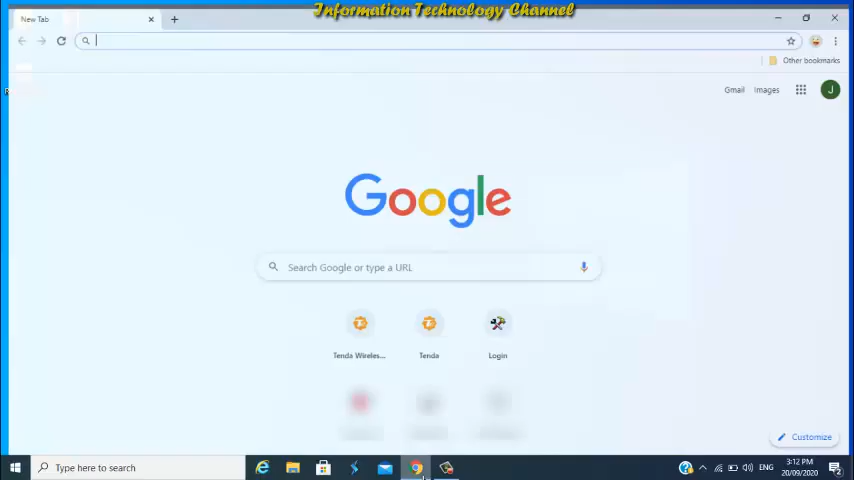 Information Technology Channel
New Tab
Other bookmarks
Gmail
Images
J
Google
Search Google or type a URL
Tenda Wireles...
Tenda
Login
Customize
Type here to search
ENG
3:12 PM
20/09/2020
2